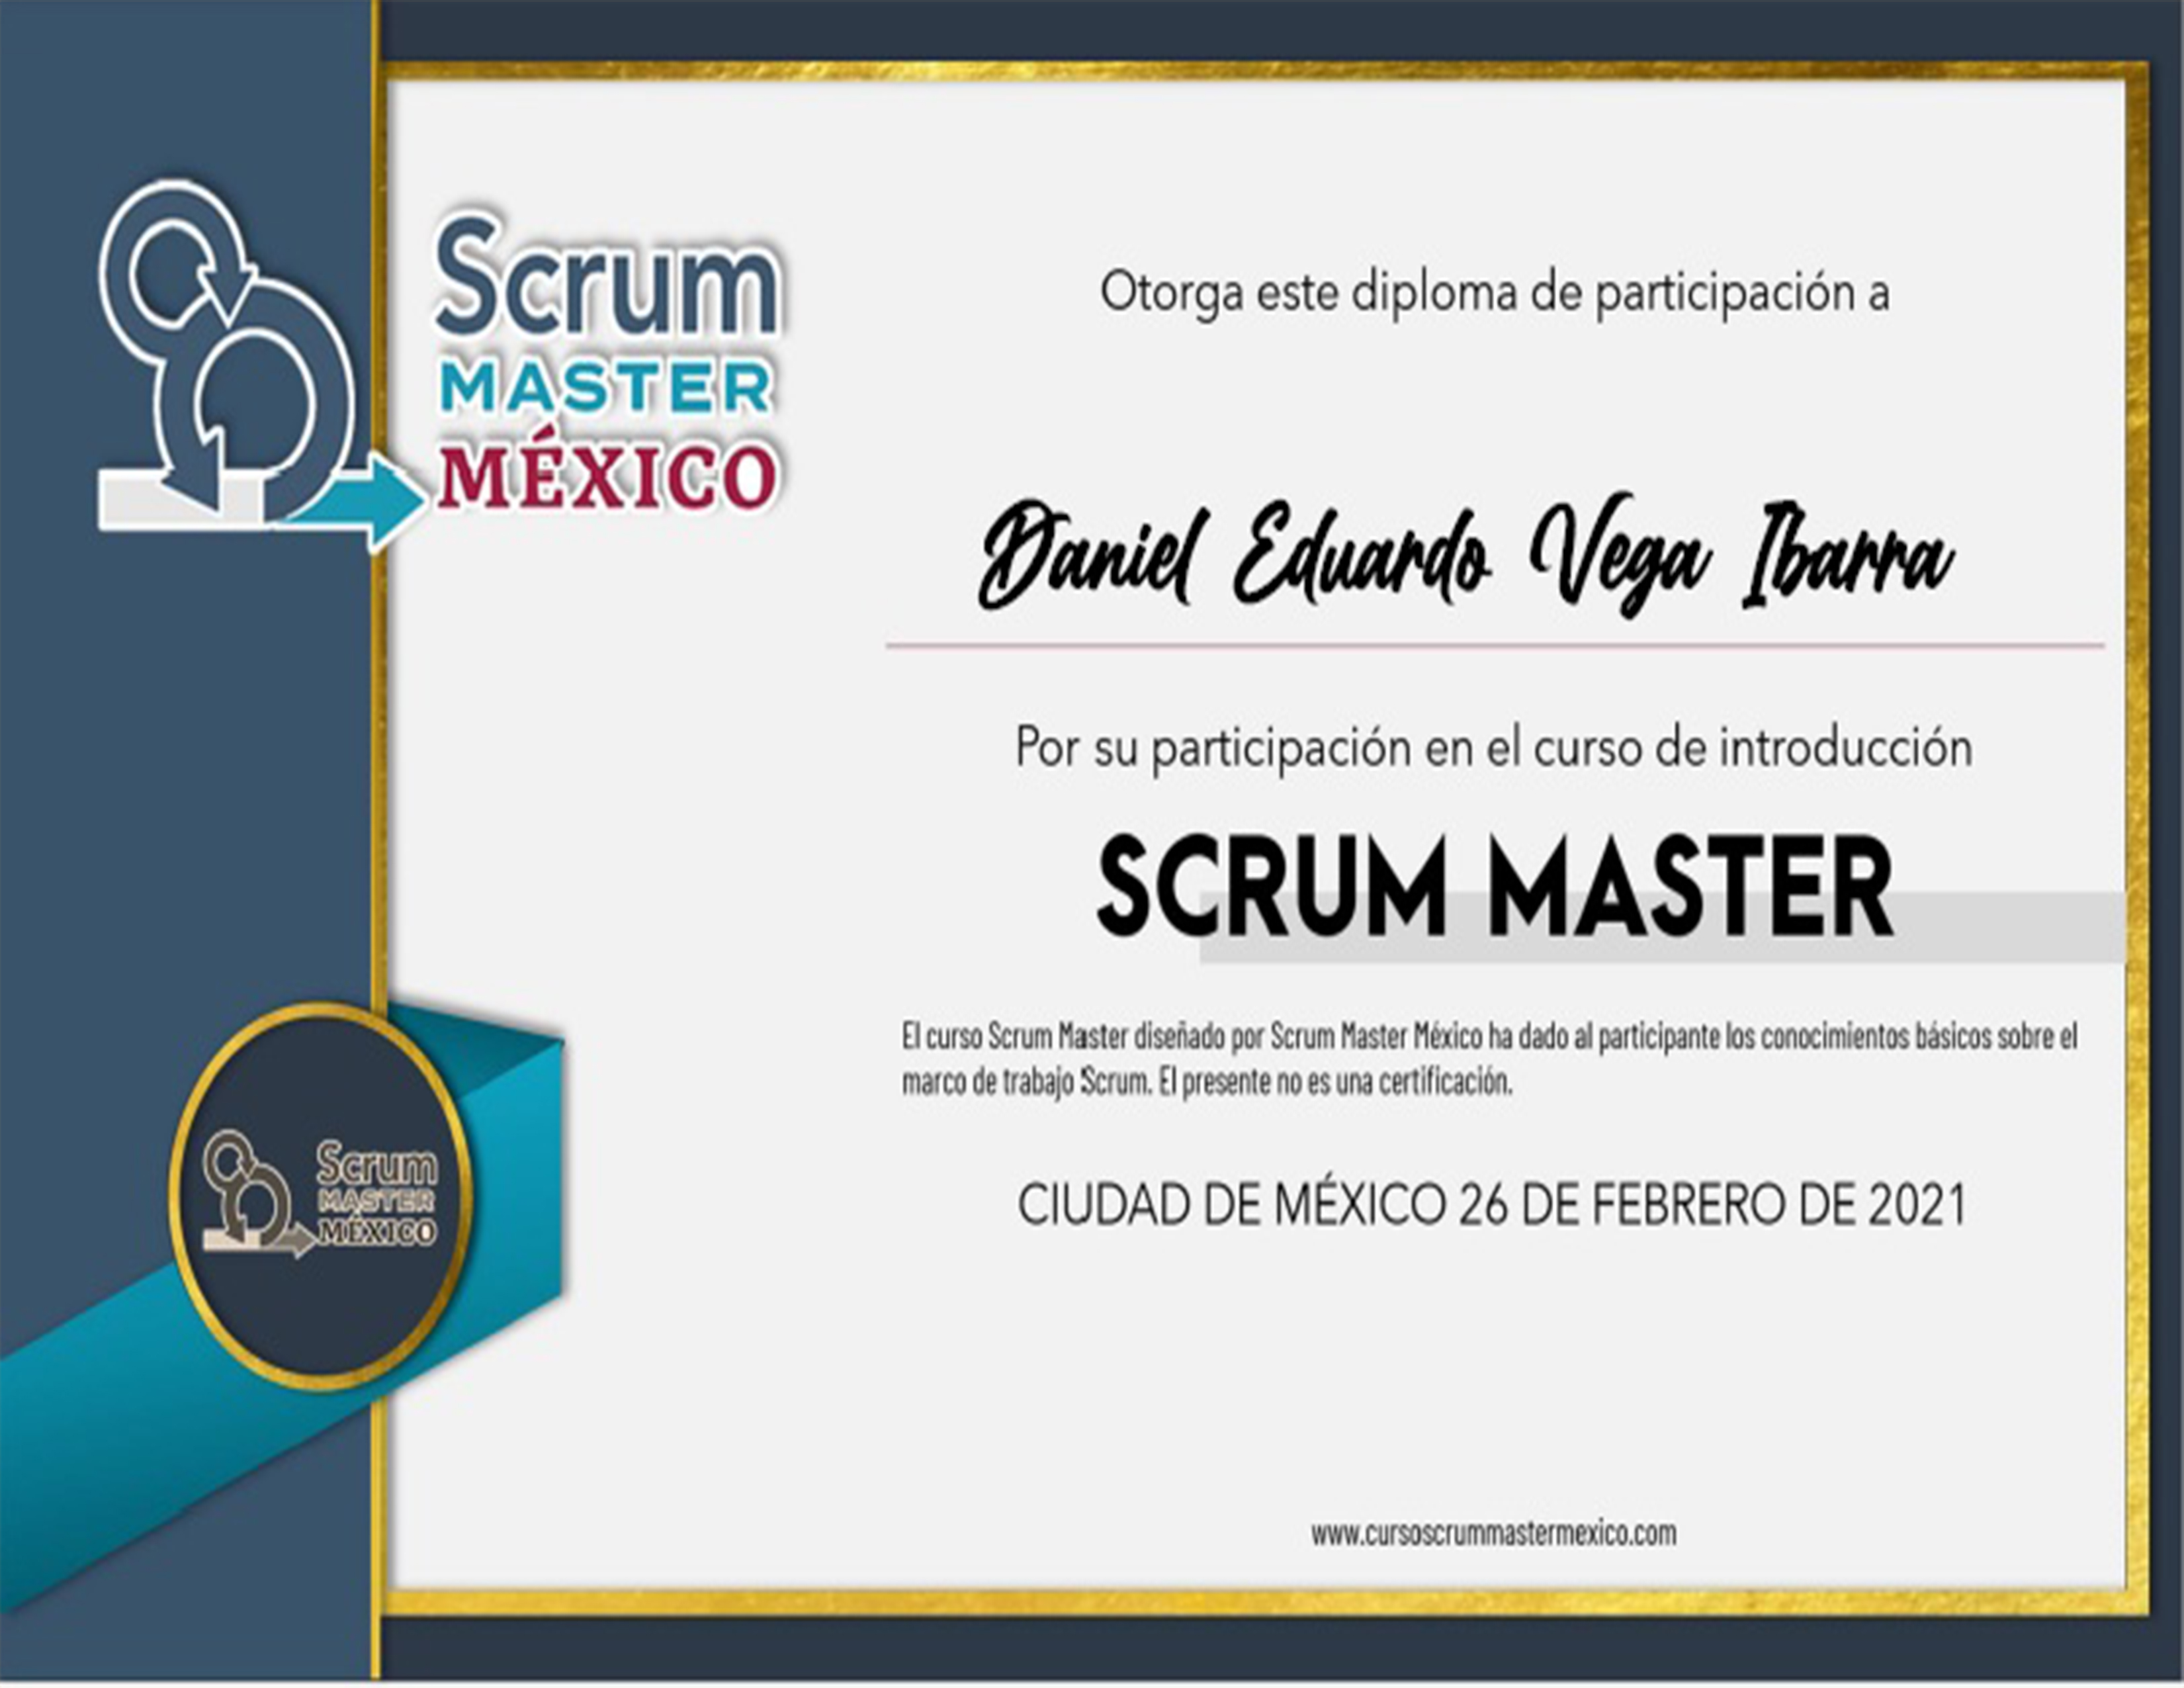 Scrum
MASTER
MÉXICO
Otorga este diploma de participación a
Daniel Eduardo Vega Ibarra
Por su participación en el curso de introducción
SCRUM MASTER
El curso Scrum Master diseñado por Scrum Master México ha dado al participante los conocimientos básicos sobre el
marco de trabajo Scrum. El presente no es una certificación.
CIUDAD DE MÉXICO 26 DE FEBRERO DE 2021
Scrum
MASTER
MÉXICO
www.cursoscrummastermexico.com